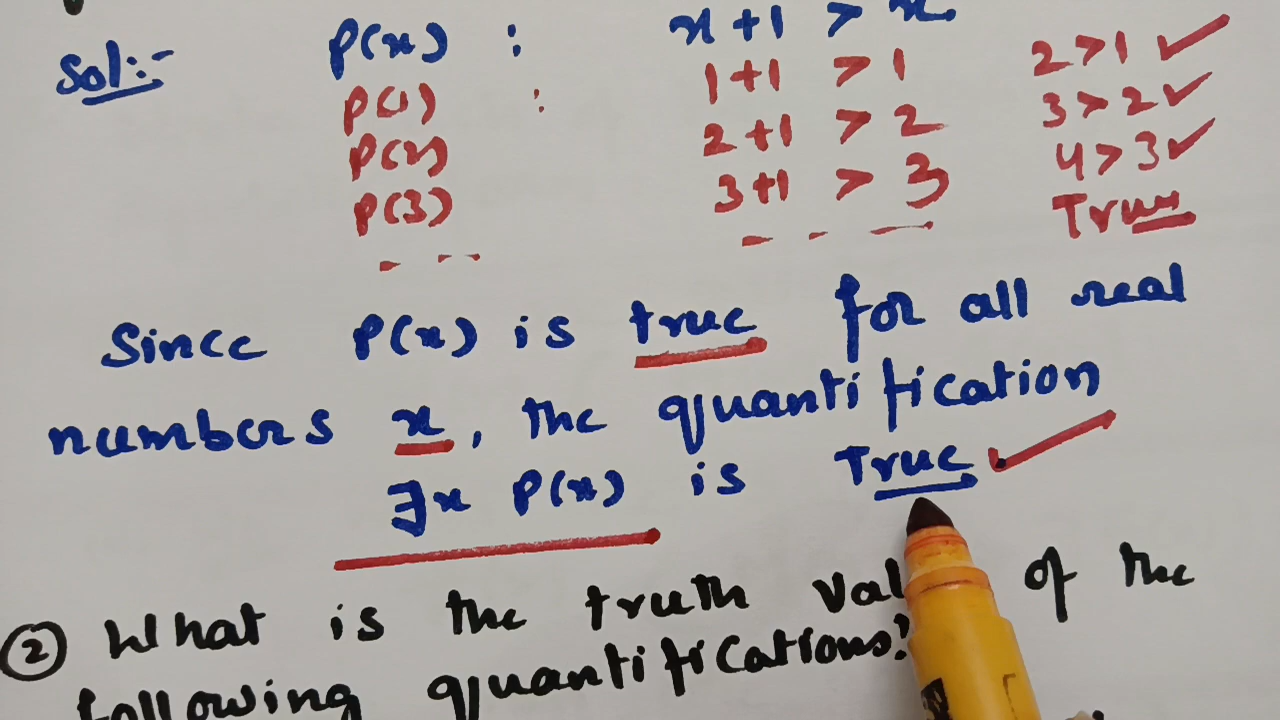 Sol:- P(x) : x+1 > x
P(1) : 1+1 > 1 2>1 ✓
P(2) 2+1 > 2 3>2 ✓
P(3) 3+1 > 3 4>3 ✓
- - - - - True
Since P(x) is true for all real
numbers x, the quantification
∃x P(x) is True ✓
② What is the truth of the
following quantifications?